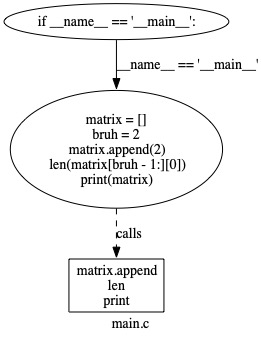 if __name__ == '__main__':
__name__ == '__main__'
matrix = []
bruh = 2
matrix.append(2)
len(matrix[bruh - 1:][0])
print(matrix)
calls
matrix.append
len
print
main.c